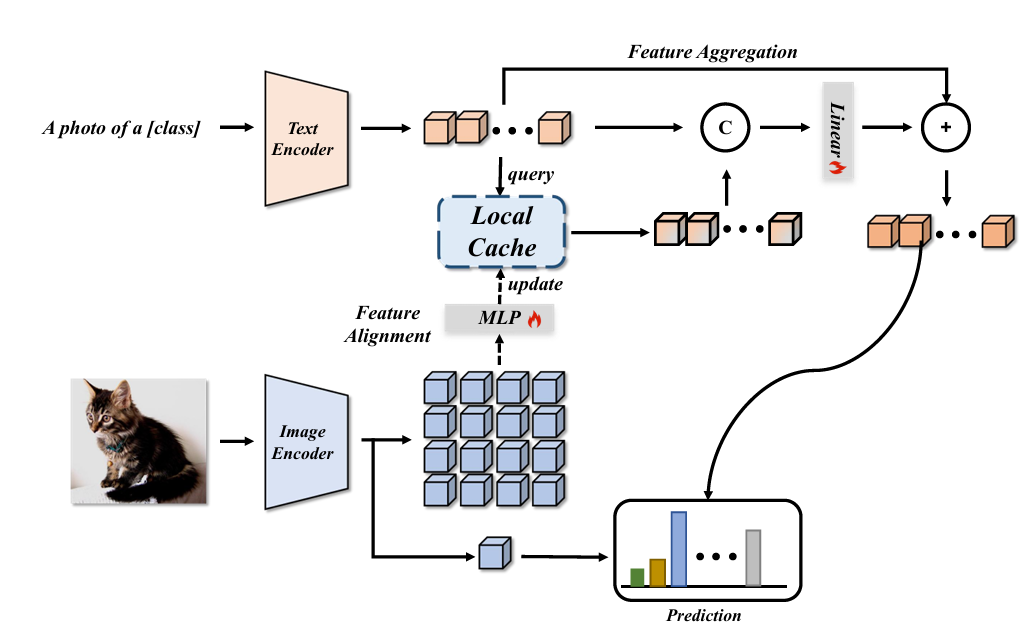 Feature Aggregation
A photo of a [class]
Text
Encoder
C
Linear
+
query
Local
Cache
update
Feature
Alignment
MLP
Image
Encoder
Prediction